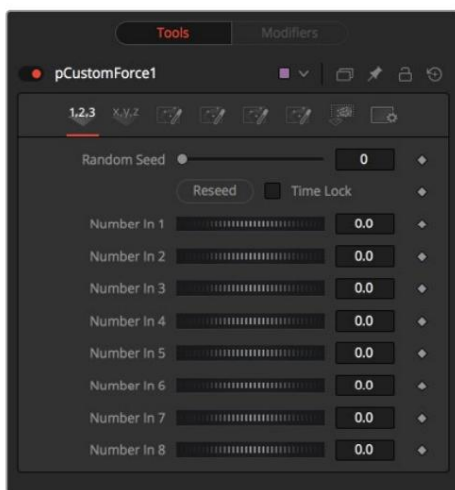 Tools Modifiers
pCustomForce1
1,2,3 x,y,z
Random Seed 0
Reseed Time Lock
Number In 1 0.0
Number In 2 0.0
Number In 3 0.0
Number In 4 0.0
Number In 5 0.0
Number In 6 0.0
Number In 7 0.0
Number In 8 0.0